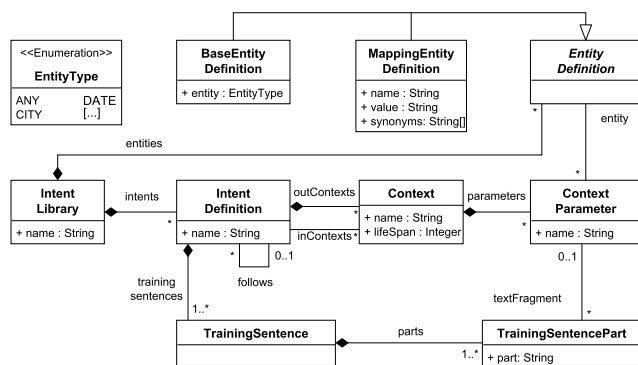 <<Enumeration>>
EntityType
ANY DATE
CITY [...]
BaseEntity
Definition
+ entity : EntityType
MappingEntity
Definition
+ name : String
+ value : String
+ synonyms: String[]
Entity
Definition
*
entity
*
entities
Intent
Library
+ name : String
intents
*
Intent
Definition
+ name : String
outContexts
*
inContexts
*
Context
+ name : String
+ lifeSpan : Integer
parameters
*
Context
Parameter
+ name : String
*
0..1
follows
training
sentences
1..*
0..1
textFragment
*
TrainingSentence
parts
1..*
TrainingSentencePart
+ part: String